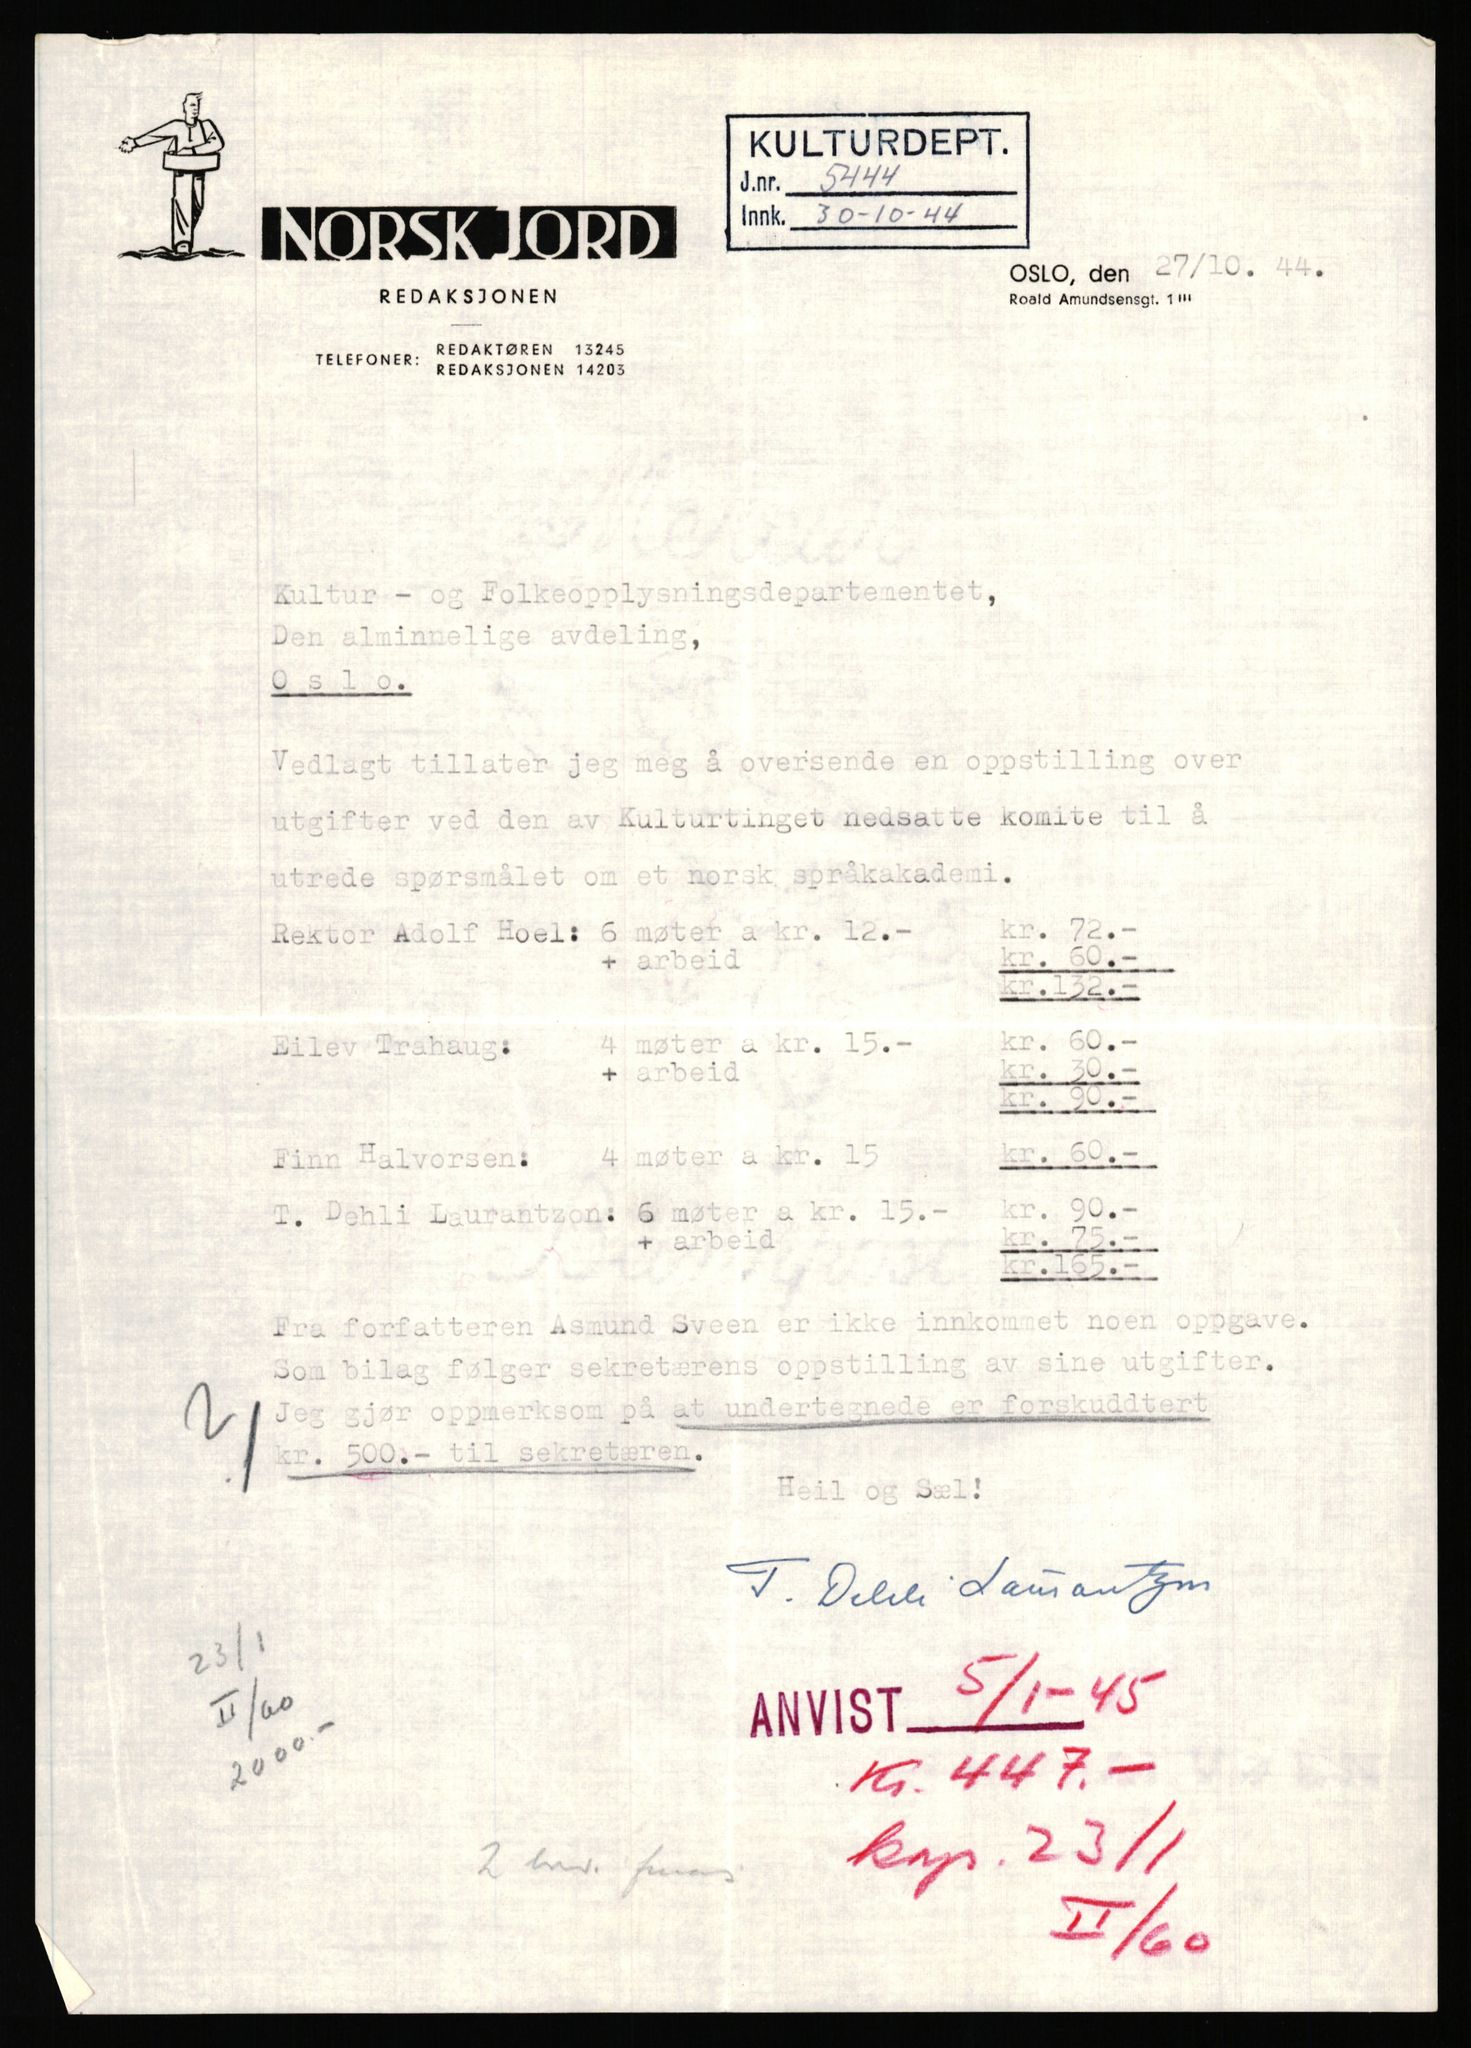 KULTURDEPT.
J.nr. 5444
Innk. 30-10-44
NORSK JORD
REDAKSJONEN
TELEFONER: REDAKTØREN 13245
REDAKSJONEN 14203
OSLO, den 27/10. 44.
Roald Amundsensgt. 1 III
Kultur - og Folkeopplysningsdepartementet,
Den alminnelige avdeling,
O s l o.
Vedlagt tillater jeg meg å oversende en oppstilling over
utgifter ved den av Kulturtinget nedsatte komite til å
utrede spørsmålet om et norsk språkakademi.
Rektor Adolf Hoel: 6 møter a kr. 12.- kr. 72.-
+ arbeid kr. 60.-
kr.132.-
Eilev Trahaug: 4 møter a kr. 15.- kr. 60.-
+ arbeid kr. 30.-
kr. 90.-
Finn Halvorsen: 4 møter a kr. 15 kr. 60.-
T. Dehli Laurantzon: 6 møter a kr. 15.- kr. 90.-
+ arbeid kr. 75.-
kr.165.-
Fra forfatteren Asmund Sveen er ikke innkommet noen oppgave.
Som bilag følger sekretærens oppstilling av sine utgifter.
Jeg gjør oppmerksom på at undertegnede er forskuddtert
kr. 500.- til sekretæren.
Heil og Sæl!
T. Dehli Laurantzon
23/1
II/60
2000.-
ANVIST 5/1-45
Kr. 447.-
kap. 23/1
II/60
2